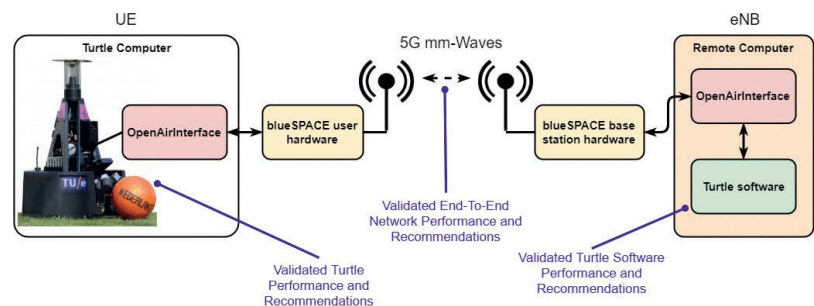 UE
eNB
Turtle Computer
5G mm-Waves
Remote Computer
OpenAirInterface
blueSPACE user
hardware
blueSPACE base
station hardware
OpenAirInterface
Turtle software
TU/e
NEDERLAND
Validated End-To-End
Network Performance and
Recommendations
Validated Turtle
Performance and
Recommendations
Validated Turtle Software
Performance and
Recommendations